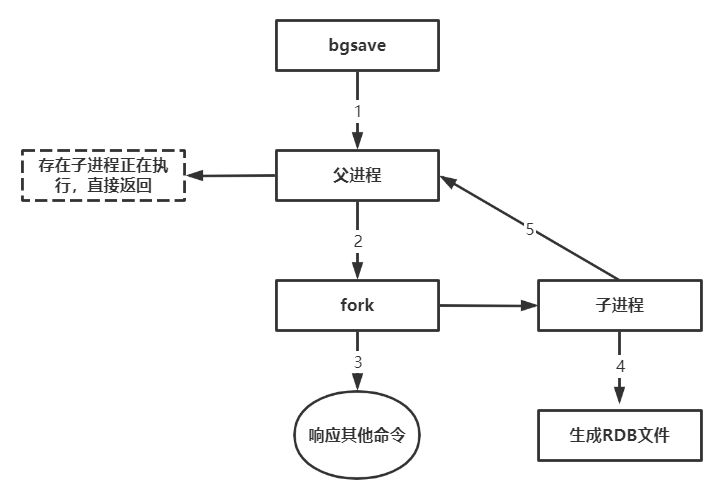 bgsave
1
存在子进程正在执
行，直接返回
父进程
5
2
fork
子进程
3
4
响应其他命令
生成RDB文件